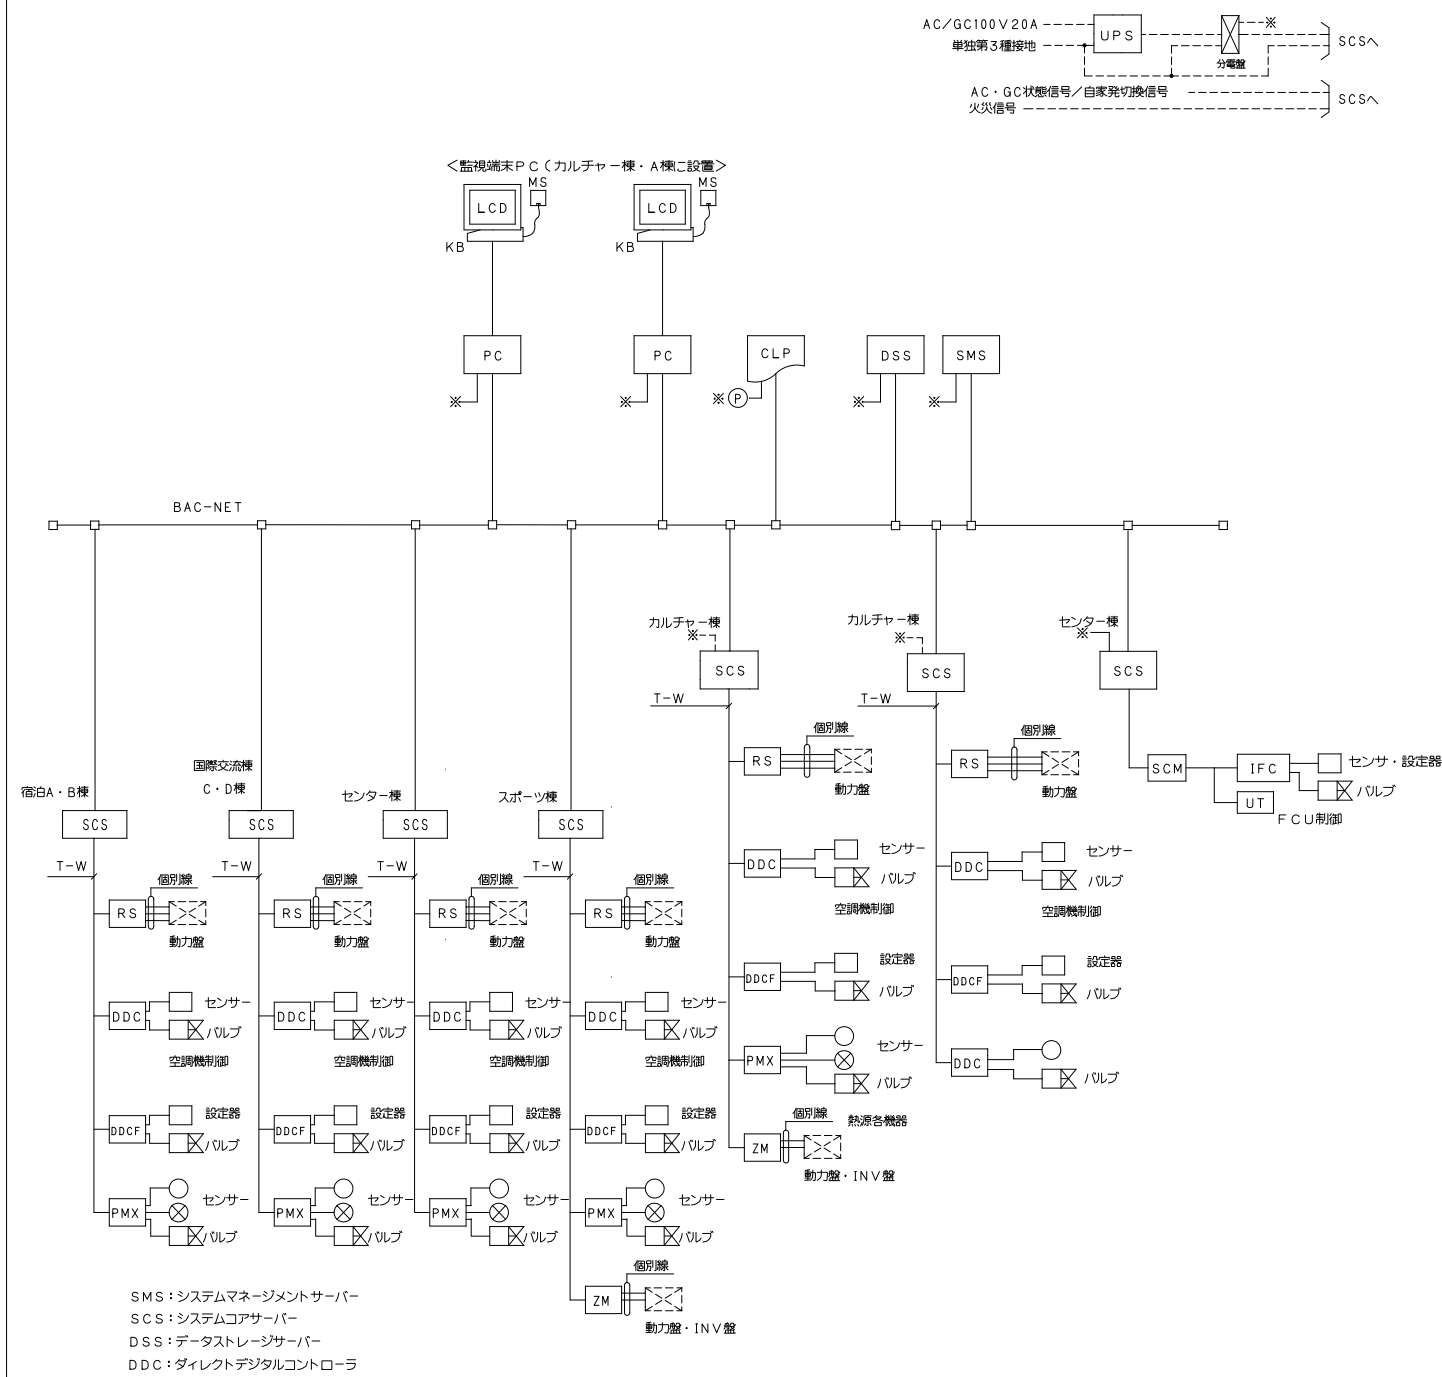 AC/GC100V20A
UPS
※
SCSへ
単独第3種接地
分電盤
AC・GC状態信号/自家発切換信号
SCSへ
火災信号
<監視端末PC(カルチャー棟・A棟に設置>
LCD
MS
KB
LCD
MS
KB
PC
※
PC
※
CLP
※
P
DSS
※
SMS
※
BAC-NET
宿泊A・B棟
SCS
T-W
個別線
RS
動力盤
DDC
センサー
バルブ
空調機制御
DDCF
設定器
バルブ
PMX
センサー
バルブ
国際交流棟
C・D棟
SCS
T-W
個別線
RS
動力盤
DDC
センサー
バルブ
空調機制御
DDCF
設定器
バルブ
PMX
センサー
バルブ
センター棟
SCS
T-W
個別線
RS
動力盤
DDC
センサー
バルブ
空調機制御
DDCF
設定器
バルブ
PMX
センサー
バルブ
スポーツ棟
SCS
T-W
個別線
RS
動力盤
DDC
センサー
バルブ
空調機制御
DDCF
設定器
バルブ
PMX
センサー
バルブ
個別線
ZM
動力盤・INV盤
カルチャー棟
※
SCS
T-W
個別線
RS
動力盤
DDC
センサー
バルブ
空調機制御
DDCF
設定器
バルブ
PMX
センサー
バルブ
個別線
熱源各機器
ZM
動力盤・INV盤
カルチャー棟
※
SCS
T-W
個別線
RS
動力盤
DDC
センサー
バルブ
空調機制御
DDCF
設定器
バルブ
DDC
バルブ
センター棟
※
SCS
SCM
IFC
センサ・設定器
バルブ
UT
FCU制御
SMS:システムマネージメントサーバー
SCS:システムコアサーバー
DSS:データストレージサーバー
DDC:ダイレクトデジタルコントローラ